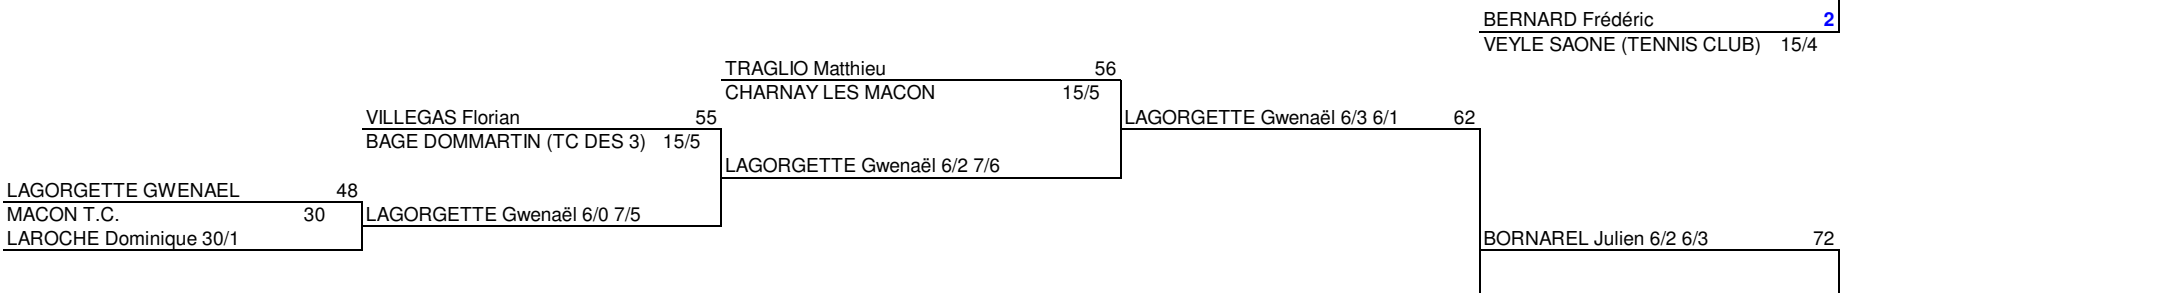 BERNARD Frédéric 2
VEYLE SAONE (TENNIS CLUB) 15/4
TRAGLIO Matthieu 56
CHARNAY LES MACON 15/5
VILLEGAS Florian 55
LAGORGETTE Gwenaël 6/3 6/1 62
BAGE DOMMARTIN (TC DES 3) 15/5
LAGORGETTE Gwenaël 6/2 7/6
LAGORGETTE GWENAEL 48
MACON T.C. 30
LAGORGETTE Gwenaël 6/0 7/5
LAROCHE Dominique 30/1
BORNAREL Julien 6/2 6/3 72